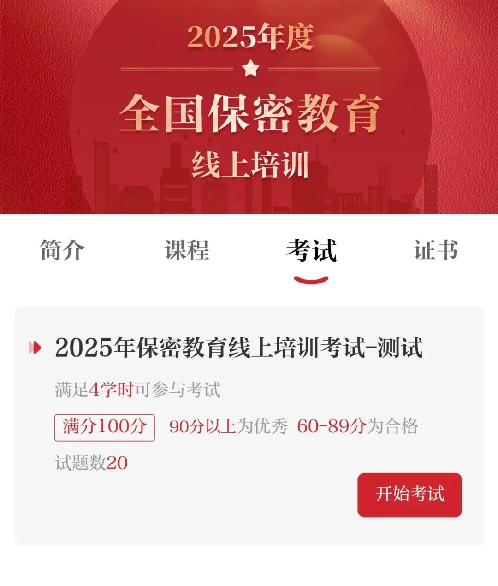 2025年度
全国保密教育
线上培训
简介 课程 考试 证书
2025年保密教育线上培训考试-测试
满足4学时可参与考试
满分100分 90分以上为优秀 60-89分为合格
试题数20
开始考试